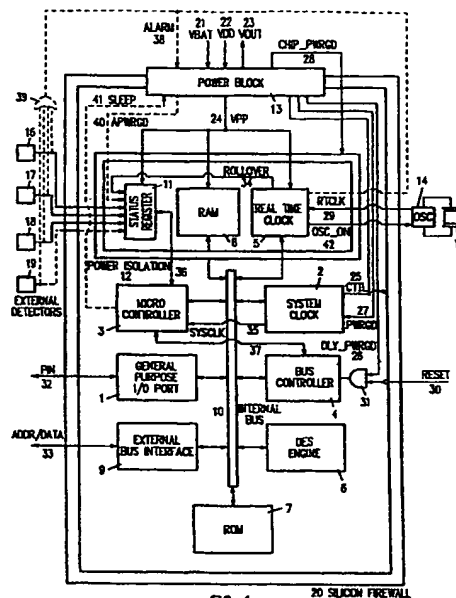 ALARM
38
21
VBAT
22
VDD
23
VOUT
CHIP_PWRGD
28
POWER BLOCK
13
41 SLEEP
40 APWRGD
39
24 VPP
16
17
18
19
EXTERNAL
DETECTORS
11
STATUS
REGISTER
ROLLOVER
34
RAM
REAL TIME
CLOCK
5
RTCLK
29
OSC_ON
42
14
OSC
POWER ISOLATION
12
36
MICRO
CONTROLLER
3
SYSCLK
35
2
SYSTEM
CLOCK
25
CTTL
27
PWRGD
DLY_PWRGD
26
37
PIN
32
GENERAL
PURPOSE
I/O PORT
1
10
INTERNAL
BUS
BUS
CONTROLLER
4
31
RESET
30
ADDR/DATA
33
EXTERNAL
BUS INTERFACE
9
DES
ENGINE
6
ROM
7
20 SILICON FIREWALL